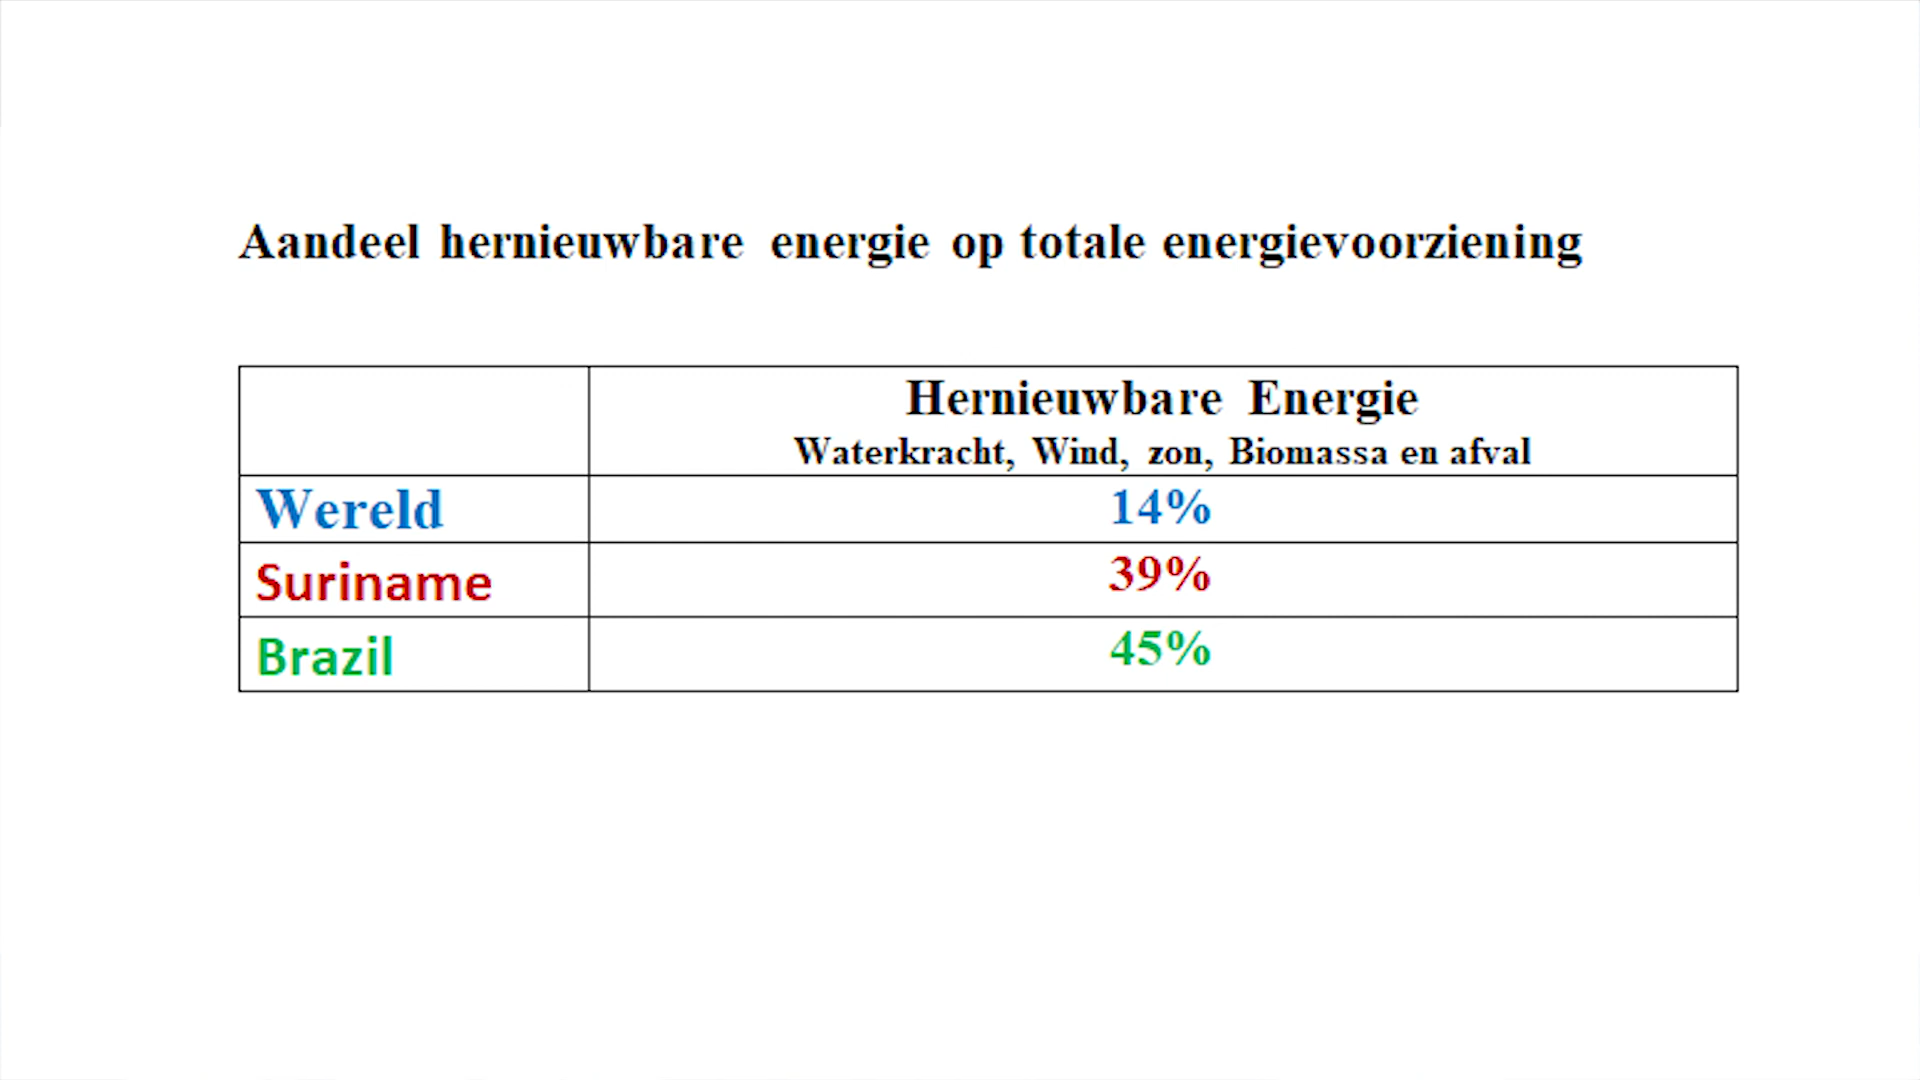 Aandeel hernieuwbare energie op totale energievoorziening
Hernieuwbare Energie
Waterkracht, Wind, zon, Biomassa en afval
Wereld 14%
Suriname 39%
Brazil 45%